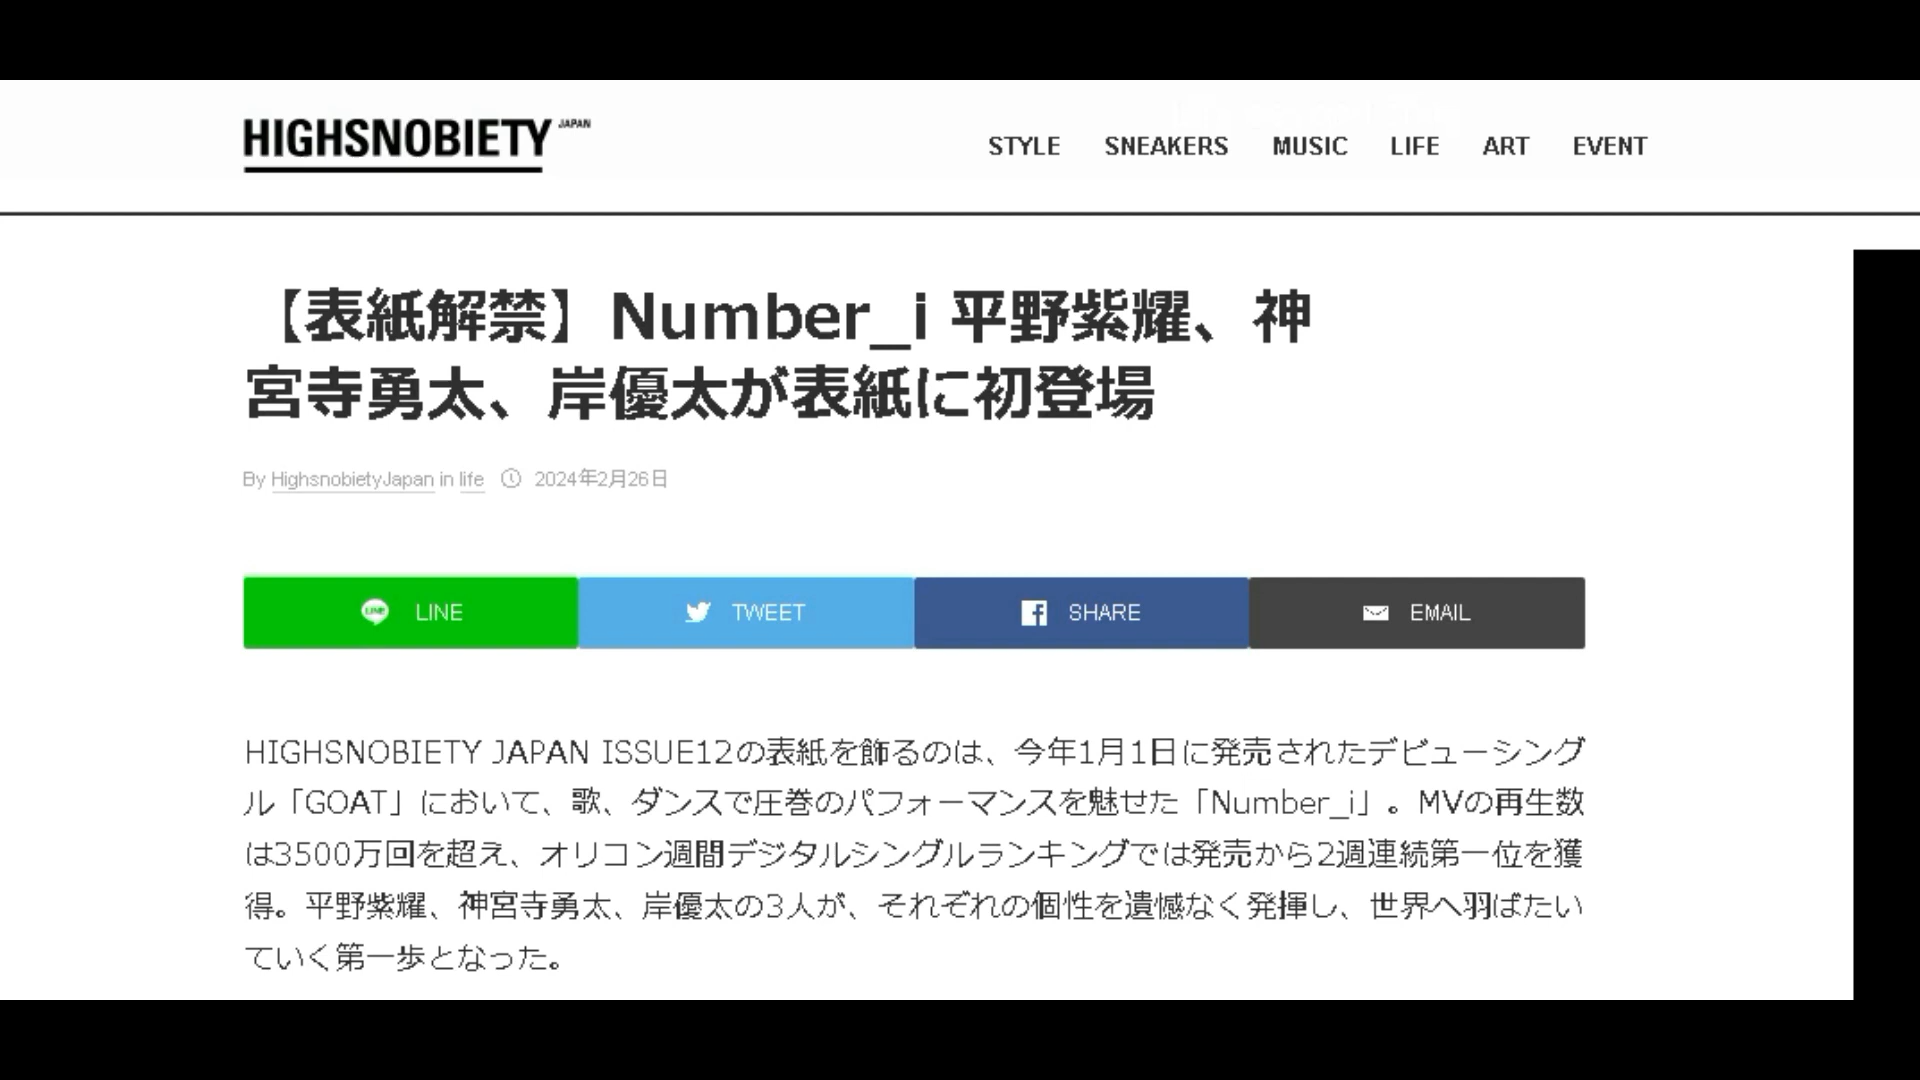 HIGHSNOBIETY JAPAN
STYLE SNEAKERS MUSIC LIFE ART EVENT
【表紙解禁】Number_i 平野紫耀、神
宮寺勇太、岸優太が表紙に初登場
By HighsnobietyJapan in life 2024年2月26日
LINE LINE TWEET SHARE EMAIL
HIGHSNOBIETY JAPAN ISSUE12の表紙を飾るのは、今年1月1日に発売されたデビューシング
ル「GOAT」において、歌、ダンスで圧巻のパフォーマンスを魅せた「Number_i」。MVの再生数
は3500万回を超え、オリコン週間デジタルシングルランキングでは発売から2週連続第一位を獲
得。平野紫耀、神宮寺勇太、岸優太の3人が、それぞれの個性を遺憾なく発揮し、世界へ羽ばたい
ていく第一歩となった。